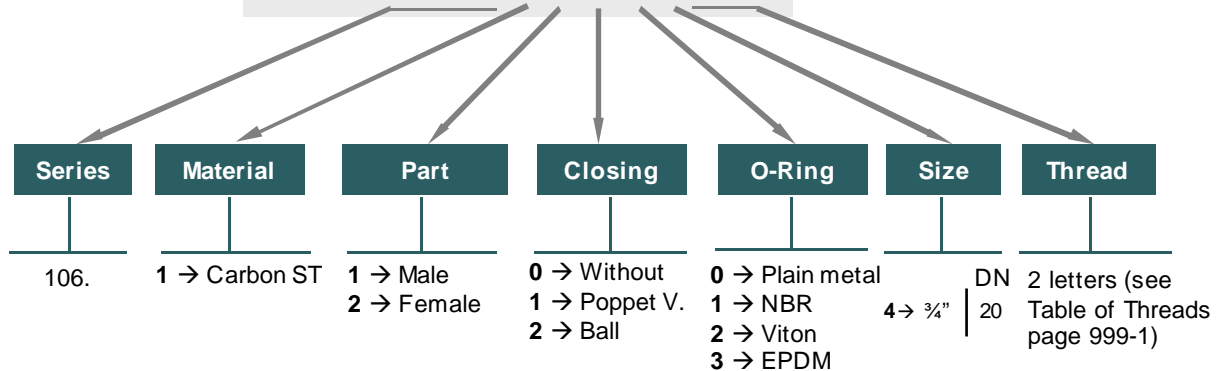 Series Material Part Closing O-Ring Size Thread
106.
1 → Carbon ST
1 → Male
2 → Female
0 → Without
1 → Poppet V.
2 → Ball
0 → Plain metal
1 → NBR
2 → Viton
3 → EPDM
DN
4→ ¾” 20
2 letters (see
Table of Threads
page 999-1)